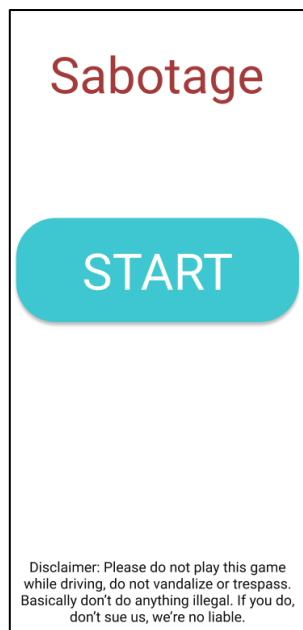 Sabotage
START
Disclaimer: Please do not play this game
while driving, do not vandalize or trespass.
Basically don't do anything illegal. If you do,
don't sue us, we're no liable.